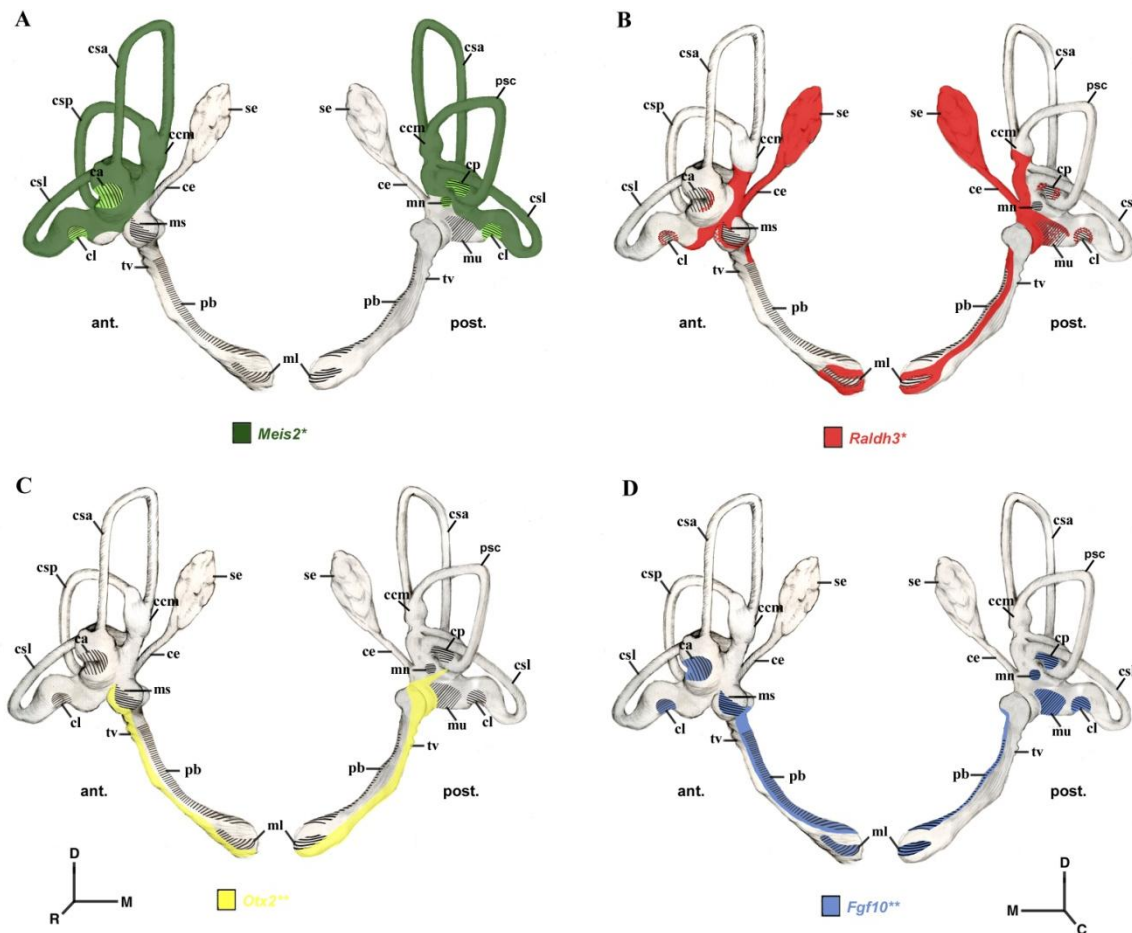 A
csa
csp
csl
ca
cl
ccm
se
ce
ms
tv
pb
ant.
ml
csa
psc
se
ccm
cp
csl
ce
mn
mu
cl
tv
pb
post.
Meis2*
B
csa
csp
csl
ca
cl
ccm
se
ce
ms
tv
pb
ant.
ml
csa
psc
se
ccm
cp
cs
ce
mn
mu
cl
tv
pb
post.
Raldh3*
C
csa
csp
csl
ca
cl
ccm
se
ce
ms
tv
pb
ant.
ml
csa
psc
se
ccm
cp
csl
ce
mn
mu
cl
tv
pb
post.
D
M
R
Otx2**
D
csa
csp
csl
ca
cl
ccm
se
ce
ms
tv
pb
ant.
ml
csa
psc
se
ccm
cp
csl
ce
mn
mu
cl
tv
pb
post.
Fgf10**
D
M
C